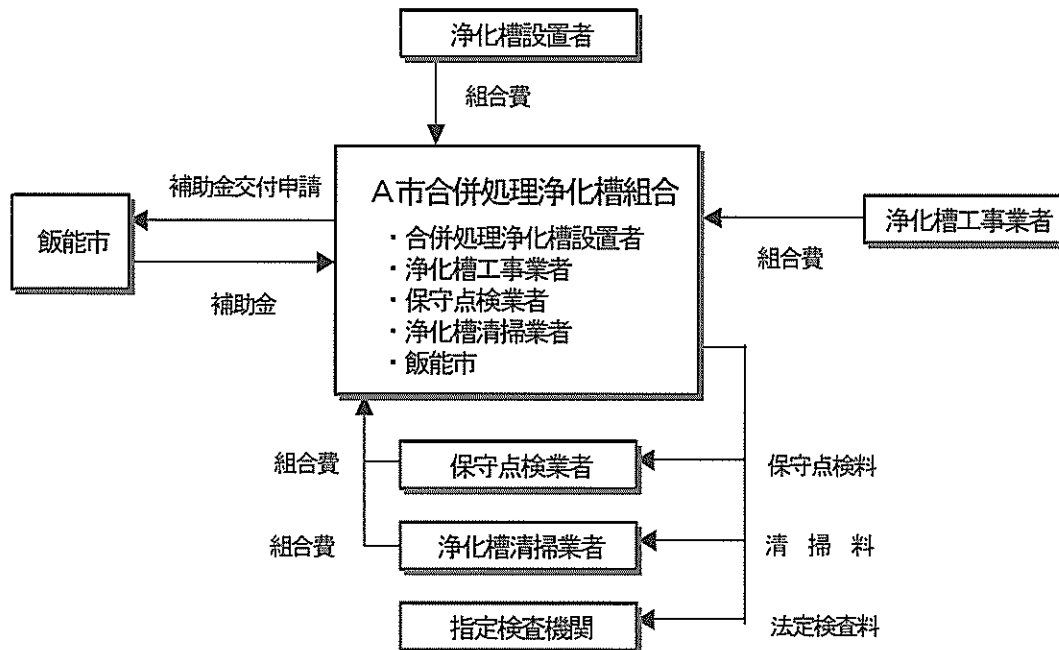 浄化槽設置者
組合費
補助金交付申請
飯能市
補助金
A市合併処理浄化槽組合
・合併処理浄化槽設置者
・浄化槽工事業者
・保守点検業者
・浄化槽清掃業者
・飯能市
浄化槽工事業者
組合費
組合費
保守点検業者
保守点検料
組合費
浄化槽清掃業者
清 掃 料
指定検査機関
法定検査料